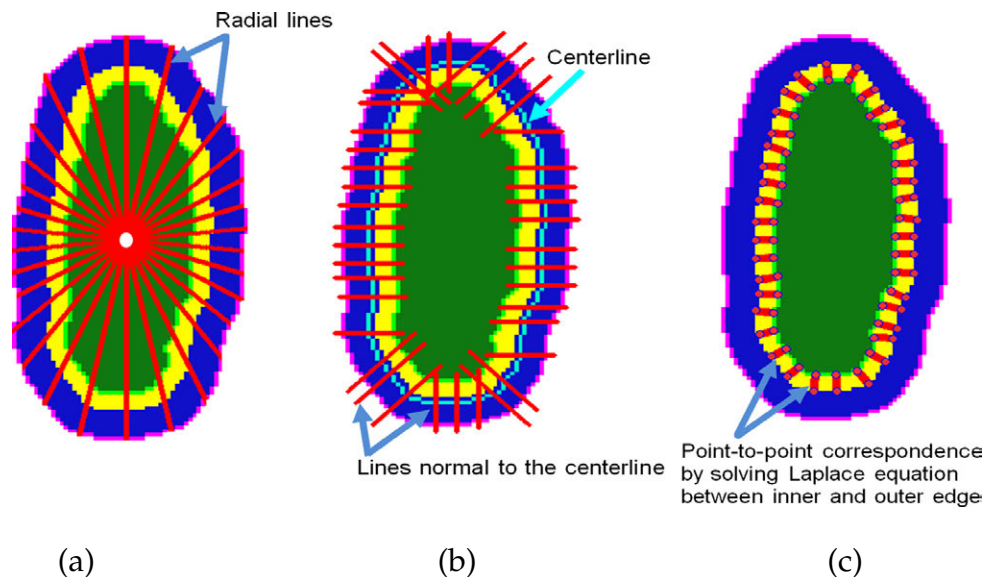 Radial lines
Centerline
Lines normal to the centerline
Point-to-point correspondence
by solving Laplace equation
between inner and outer edge
(a)
(b)
(c)